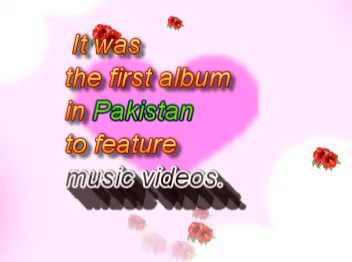 It was
the first album
in Pakistan
to feature
music videos.